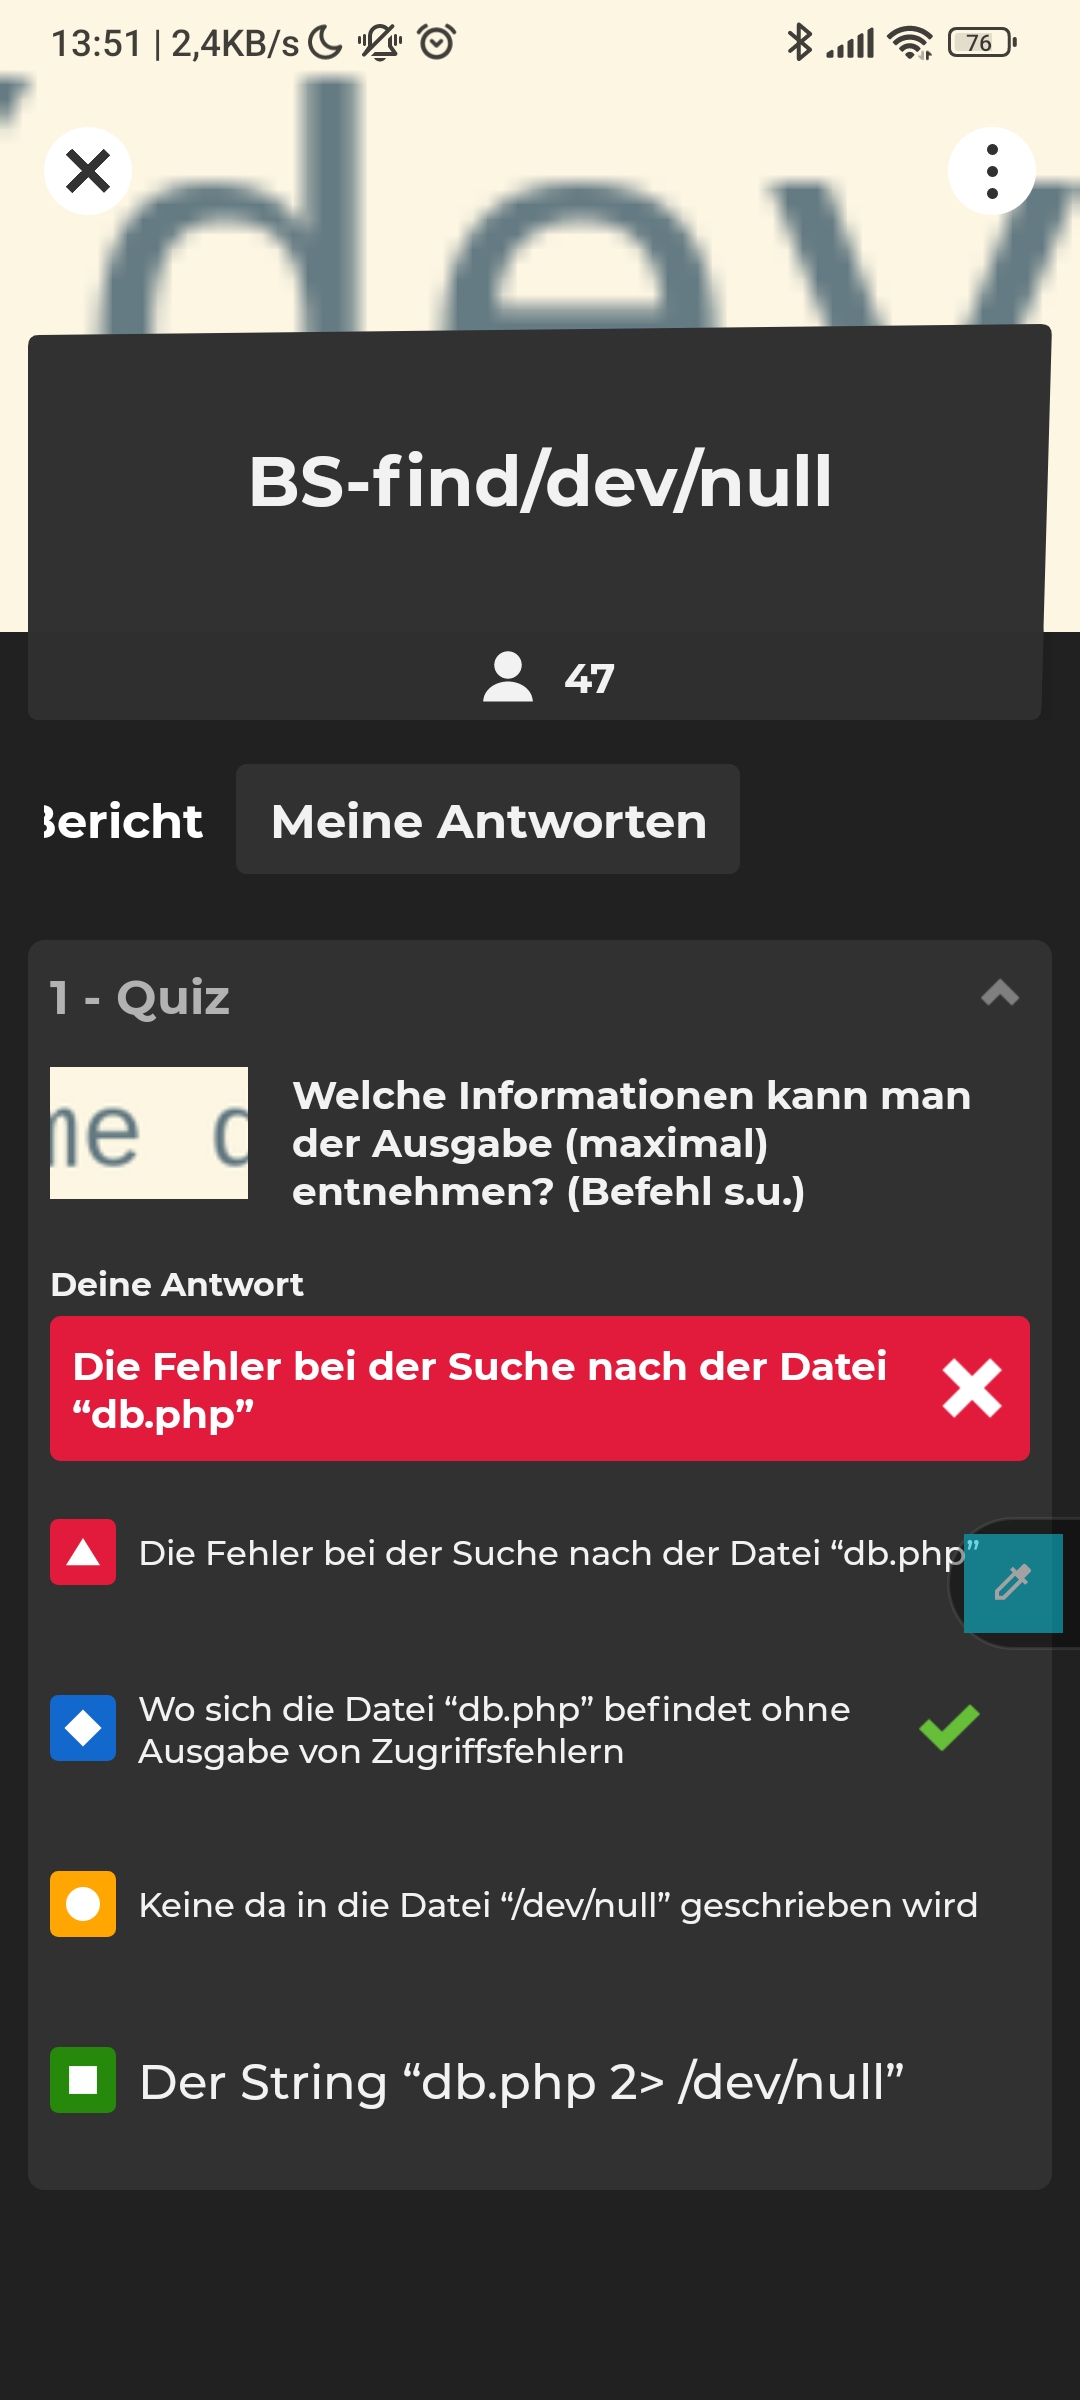 13:51 | 2,4KB/s
76
dev
BS-find/dev/null
47
Bericht
Meine Antworten
1 - Quiz
me d
Welche Informationen kann man
der Ausgabe (maximal)
entnehmen? (Befehl s.u.)
Deine Antwort
Die Fehler bei der Suche nach der Datei
“db.php”
Die Fehler bei der Suche nach der Datei “db.php”
Wo sich die Datei “db.php” befindet ohne
Ausgabe von Zugriffsfehlern
Keine da in die Datei “/dev/null” geschrieben wird
Der String “db.php 2> /dev/null”